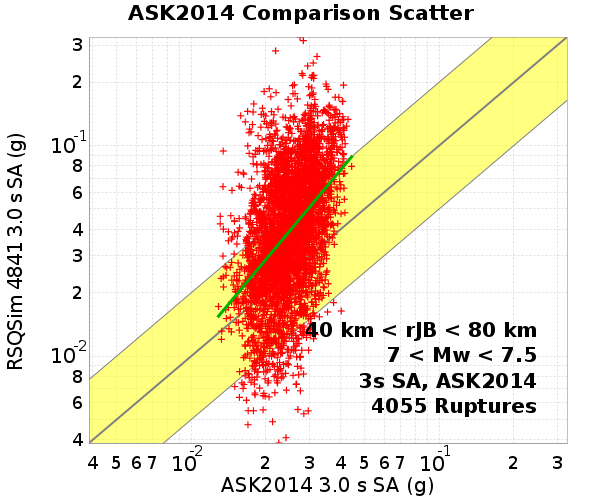 ASK2014 Comparison Scatter
RSQSim 4841 3.0 s SA (g)
3
2
10-1
8
6
4
3
2
10-2
8
6
4
40 km < rJB < 80 km
7 < Mw < 7.5
3s SA, ASK2014
4055 Ruptures
4 5 6 7 10-2 2 3 4 5 6 7 10-1 2 3
ASK2014 3.0 s SA (g)